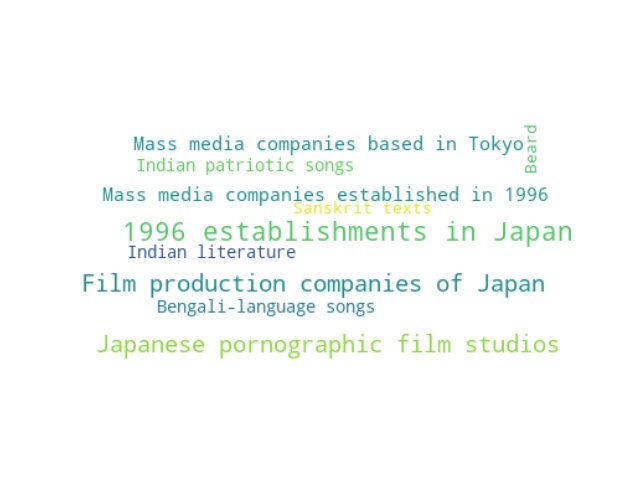 Mass media companies based in Tokyo
Beard
Indian patriotic songs
Mass media companies established in 1996
Sanskrit texts
1996 establishments in Japan
Indian literature
Film production companies of Japan
Bengali-language songs
Japanese pornographic film studios